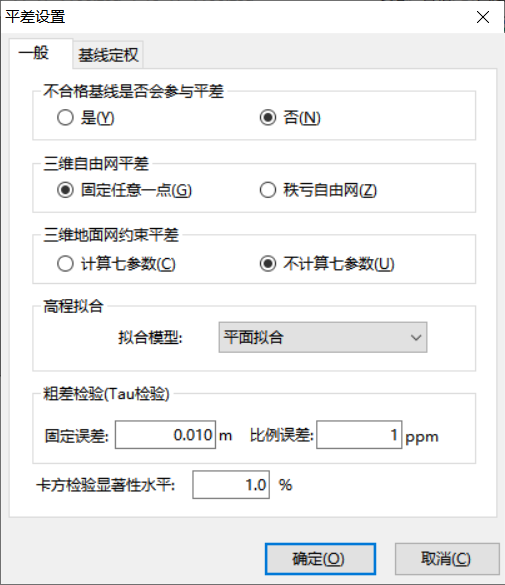 平差设置
一般 基线定权
不合格基线是否会参与平差
是(Y) 否(N)
三维自由网平差
固定任意一点(G) 秩亏自由网(Z)
三维地面网约束平差
计算七参数(C) 不计算七参数(U)
高程拟合
拟合模型: 平面拟合
粗差检验(Tau检验)
固定误差: 0.010 m 比例误差: 1 ppm
卡方检验显著性水平: 1.0 %
确定(O) 取消(C)